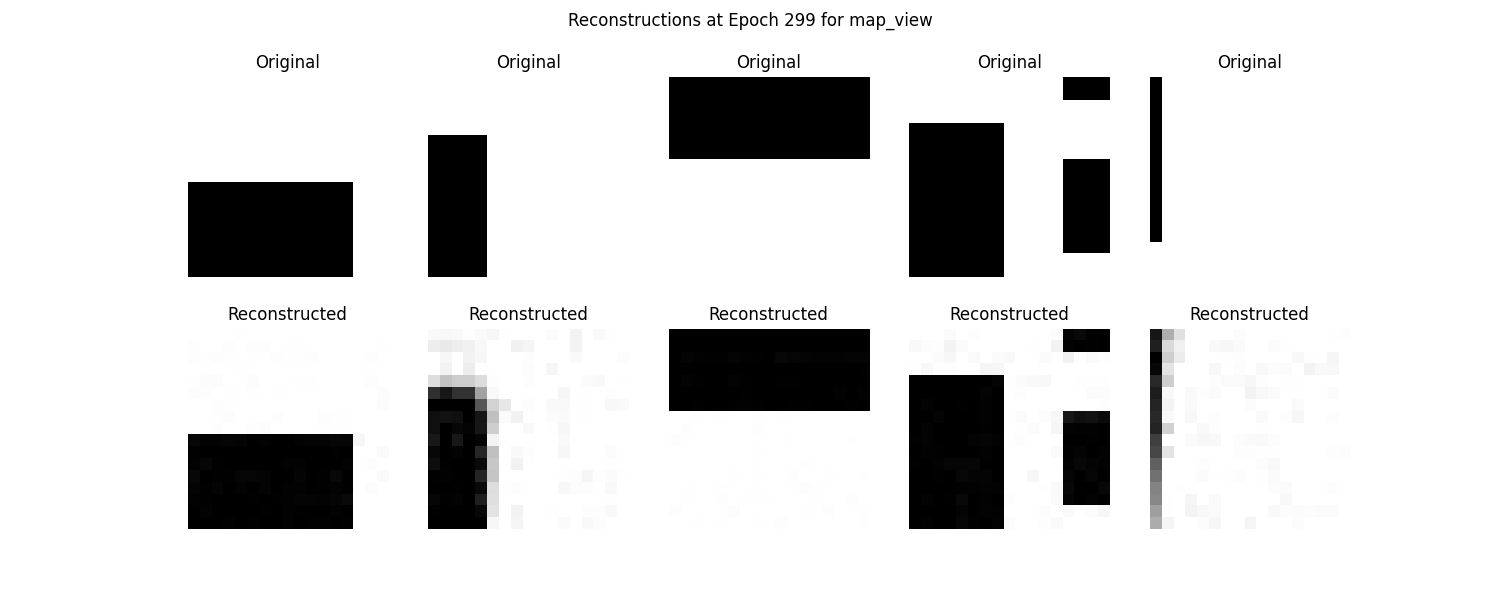 Reconstructions at Epoch 299 for map_view
Original Original Original Original Original
Reconstructed Reconstructed Reconstructed Reconstructed Reconstructed